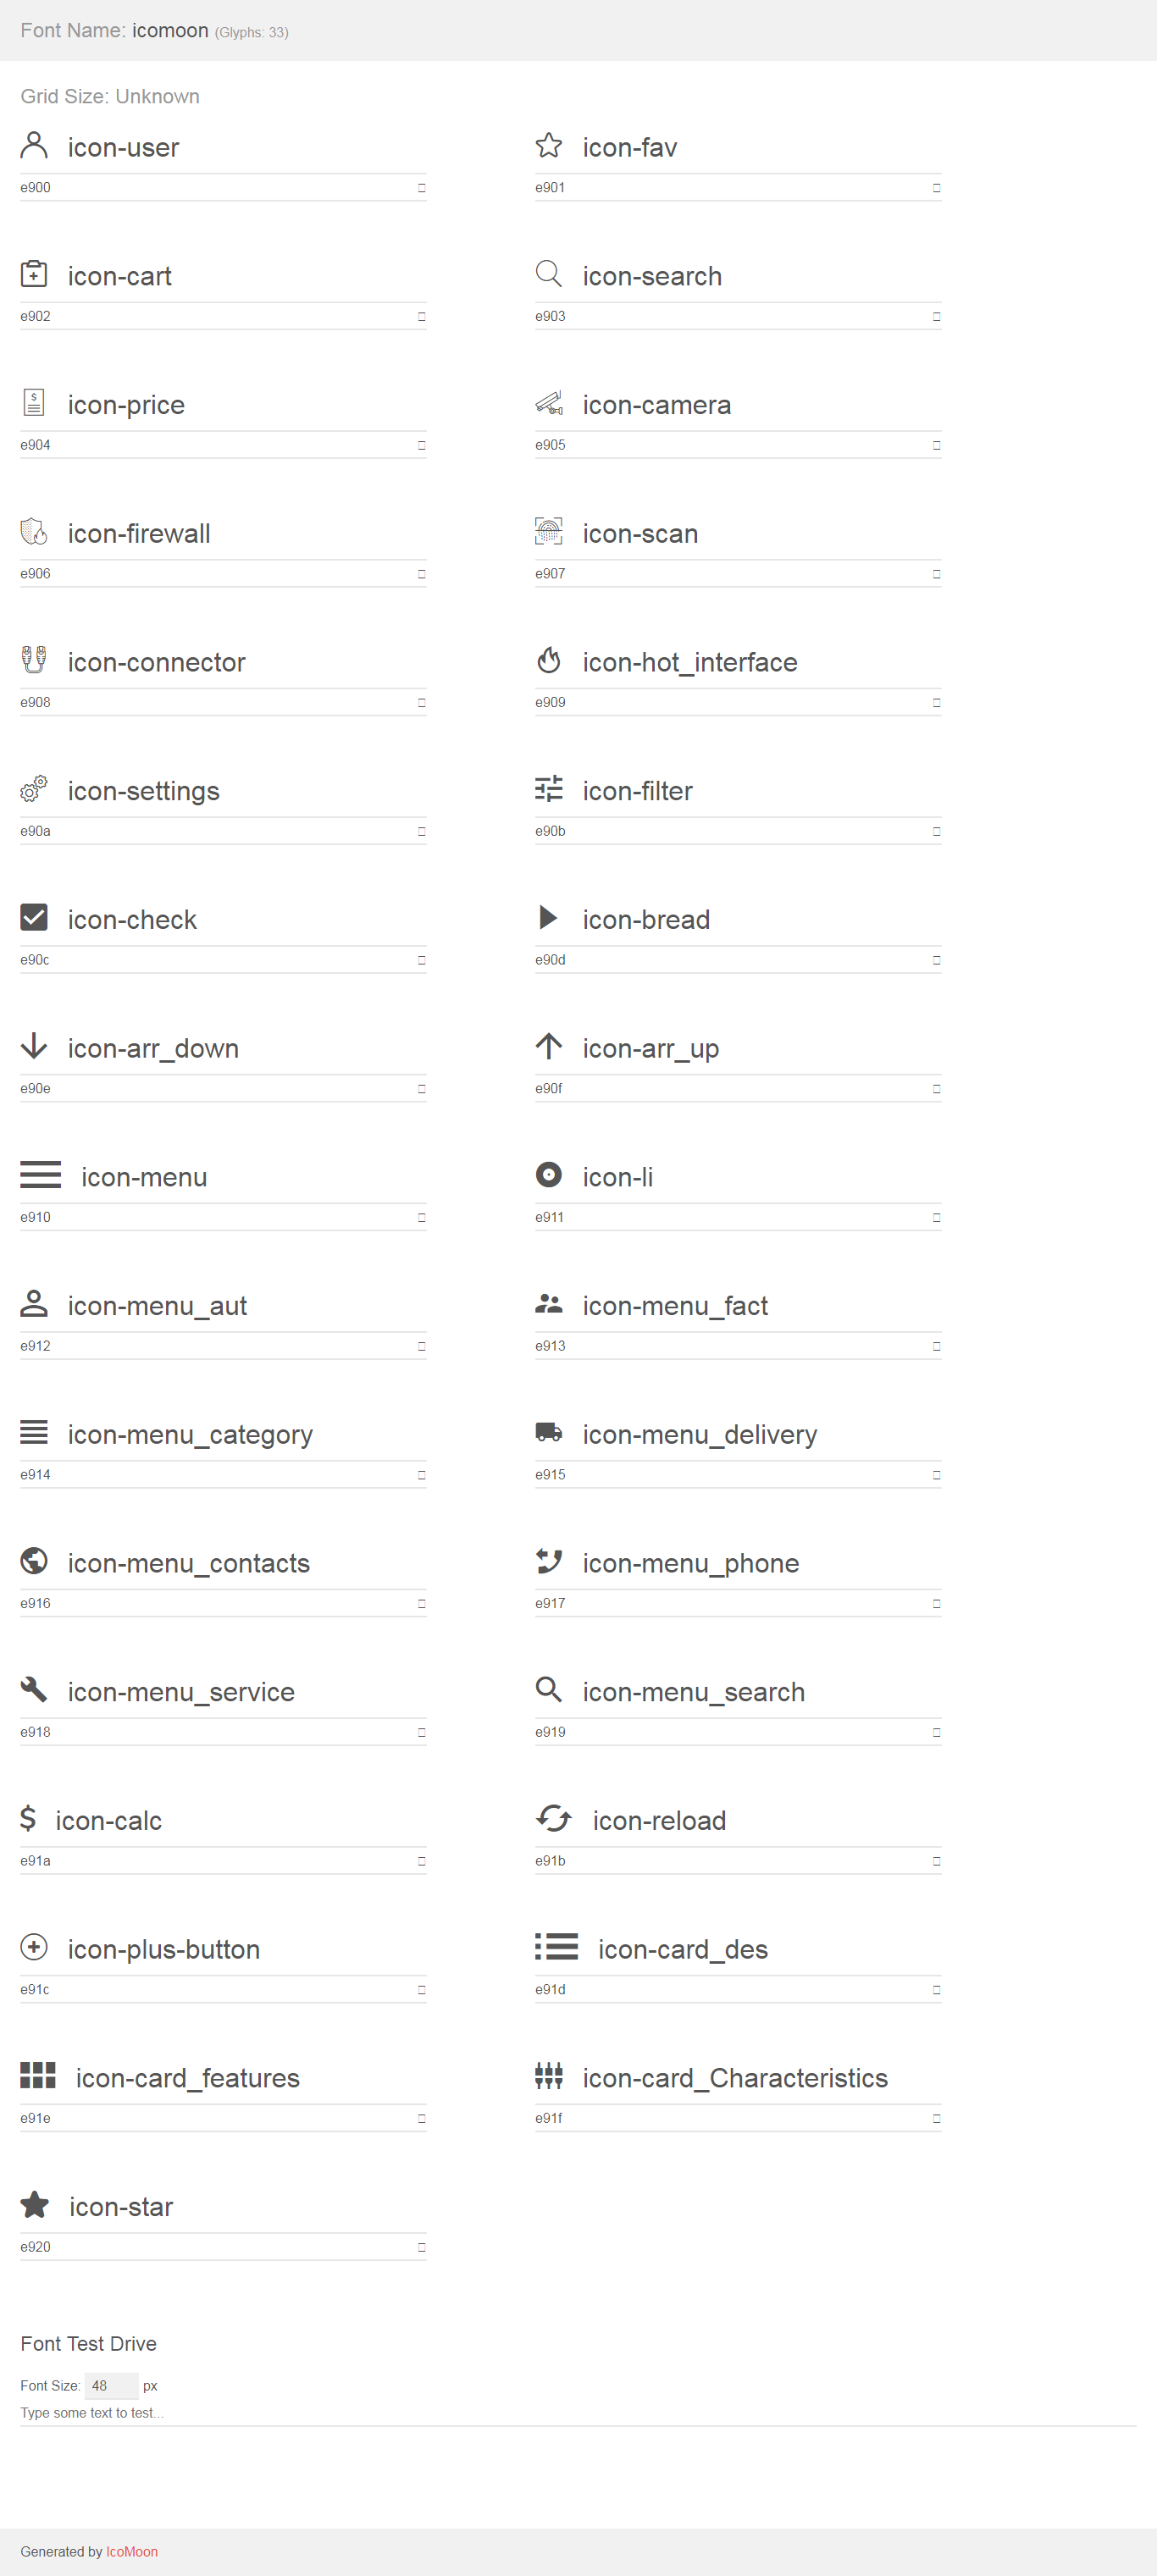 Font Name: icomoon (Glyphs: 33)
Grid Size: Unknown
icon-user
e900
icon-fav
e901
icon-cart
e902
icon-search
e903
icon-price
e904
icon-camera
e905
icon-firewall
e906
icon-scan
e907
icon-connector
e908
icon-hot_interface
e909
icon-settings
e90a
icon-filter
e90b
icon-check
e90c
icon-bread
e90d
icon-arr_down
e90e
icon-arr_up
e90f
icon-menu
e910
icon-li
e911
icon-menu_aut
e912
icon-menu_fact
e913
icon-menu_category
e914
icon-menu_delivery
e915
icon-menu_contacts
e916
icon-menu_phone
e917
icon-menu_service
e918
icon-menu_search
e919
icon-calc
e91a
icon-reload
e91b
icon-plus-button
e91c
icon-card_des
e91d
icon-card_features
e91e
icon-card_Characteristics
e91f
icon-star
e920
Font Test Drive
Font Size: 48 px
Type some text to test...
Generated by IcoMoon